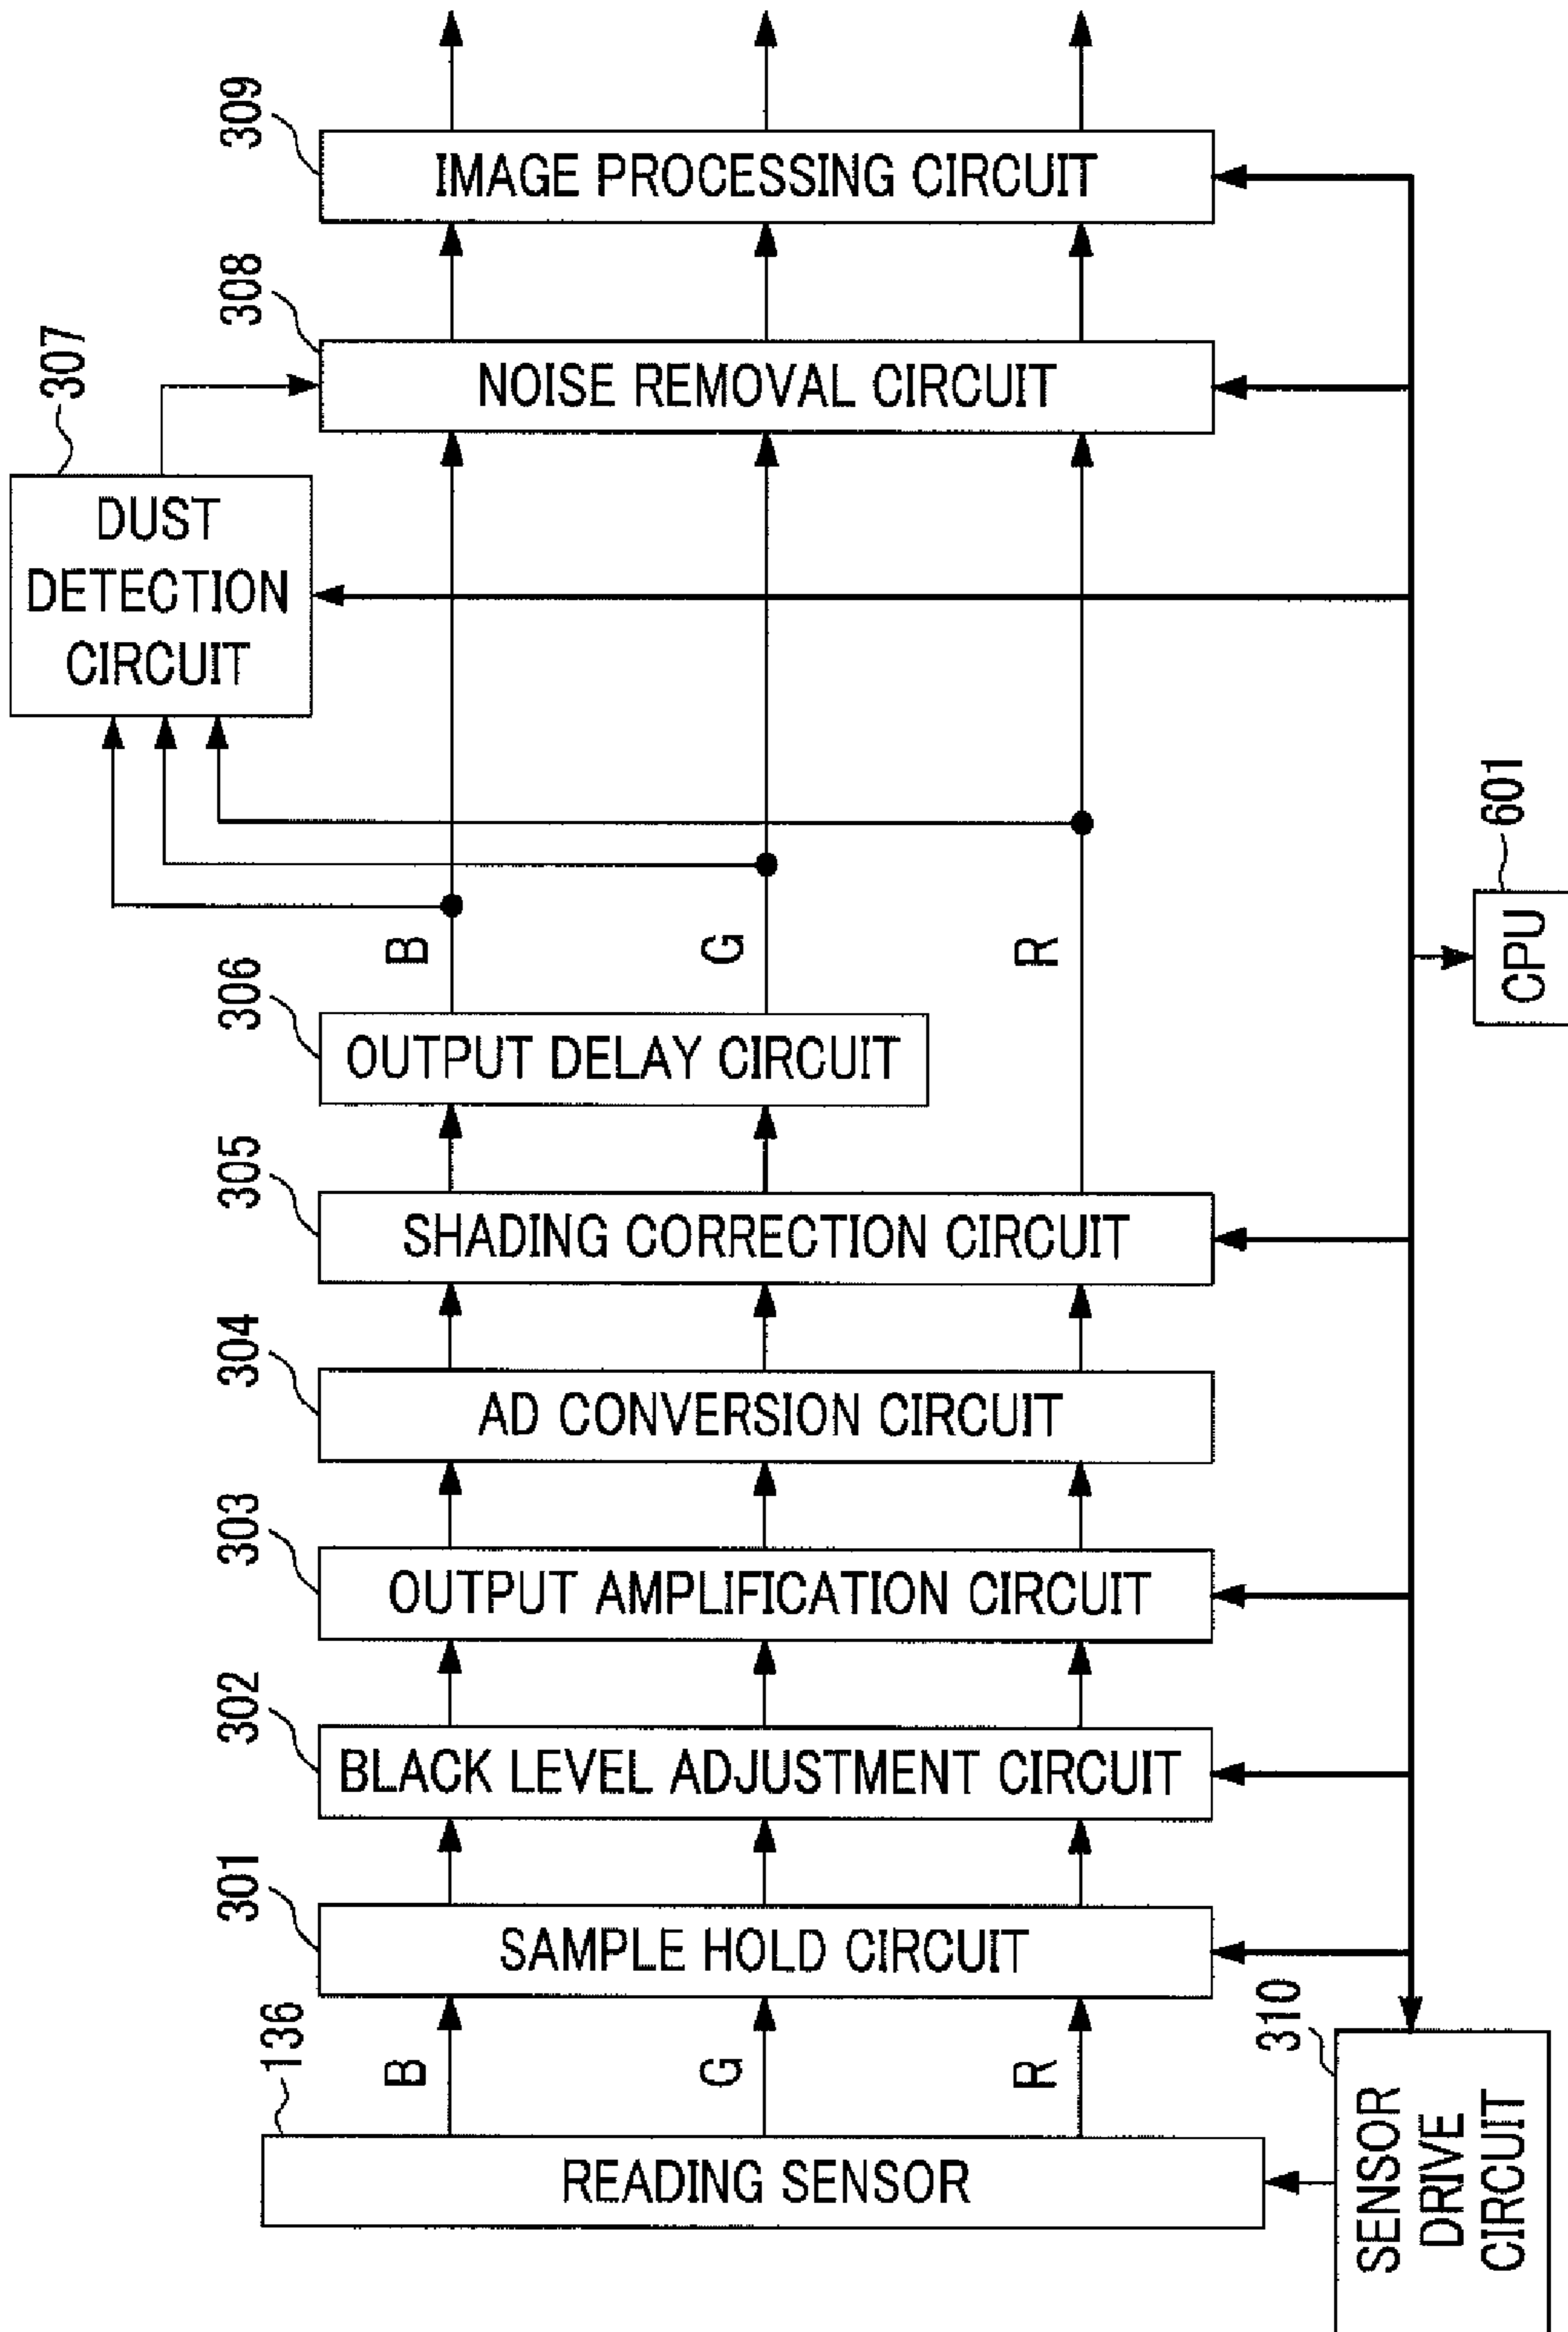 136
READING SENSOR
B
G
R
301
SAMPLE HOLD CIRCUIT
302
BLACK LEVEL ADJUSTMENT CIRCUIT
303
OUTPUT AMPLIFICATION CIRCUIT
304
AD CONVERSION CIRCUIT
305
SHADING CORRECTION CIRCUIT
306
OUTPUT DELAY CIRCUIT
B
G
R
307
DUST
DETECTION
CIRCUIT
308
NOISE REMOVAL CIRCUIT
309
IMAGE PROCESSING CIRCUIT
310
SENSOR
DRIVE
CIRCUIT
601
CPU